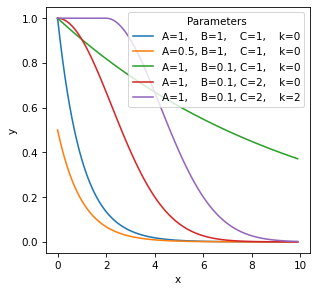 Parameters
A=1, B=1, C=1, k=0
A=0.5, B=1, C=1, k=0
A=1, B=0.1, C=1, k=0
A=1, B=0.1, C=2, k=0
A=1, B=0.1, C=2, k=2
1.0
0.8
0.6
0.4
0.2
0.0
y
0 2 4 6 8 10
x